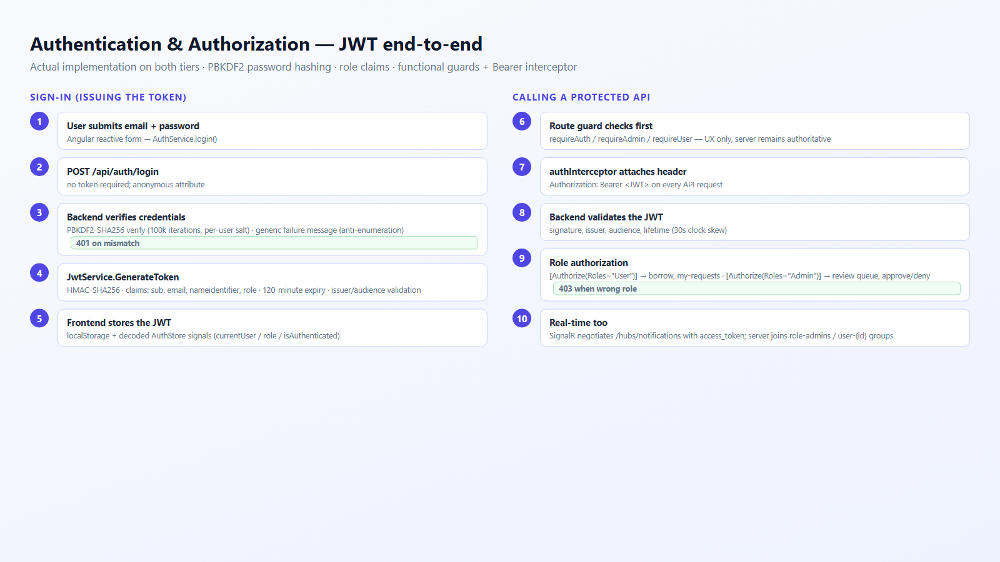 Authentication & Authorization — JWT end-to-end
Actual implementation on both tiers · PBKDF2 password hashing · role claims · functional guards + Bearer interceptor
SIGN-IN (ISSUING THE TOKEN)
1
User submits email + password
Angular reactive form → AuthService.login()
2
POST /api/auth/login
no token required; anonymous attribute
3
Backend verifies credentials
PBKDF2-SHA256 verify (100k iterations, per-user salt) · generic failure message (anti-enumeration)
401 on mismatch
4
JwtService.GenerateToken
HMAC-SHA256 · claims: sub, email, nameidentifier, role · 120-minute expiry · issuer/audience validation
5
Frontend stores the JWT
localStorage + decoded AuthStore signals (currentUser / role / isAuthenticated)
CALLING A PROTECTED API
6
Route guard checks first
requireAuth / requireAdmin / requireUser — UX only, server remains authoritative
7
authInterceptor attaches header
Authorization: Bearer <JWT> on every API request
8
Backend validates the JWT
signature, issuer, audience, lifetime (30s clock skew)
9
Role authorization
[Authorize(Roles="User")] → borrow, my-requests · [Authorize(Roles="Admin")] → review queue, approve/deny
403 when wrong role
10
Real-time too
SignalR negotiates /hubs/notifications with access_token; server joins role-admins / user-{id} groups